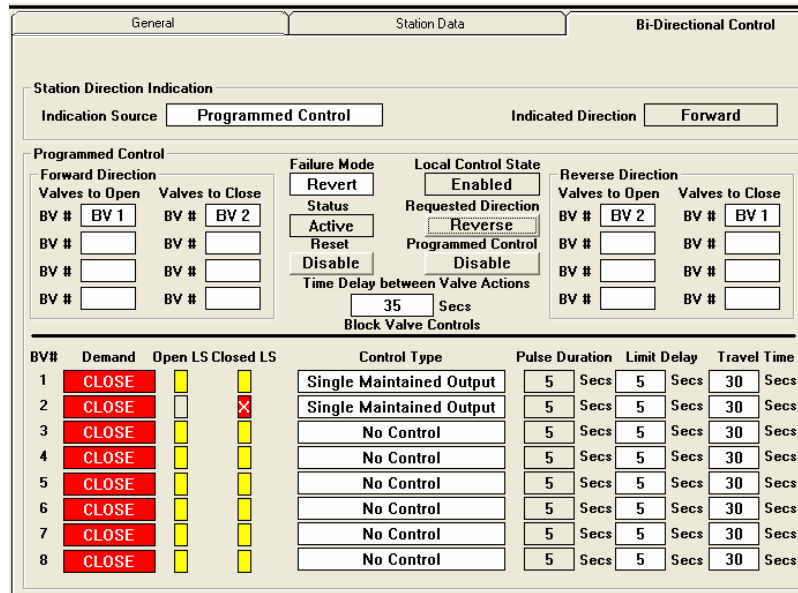 General Station Data Bi-Directional Control
Station Direction Indication
Indication Source Programmed Control Indicated Direction Forward
Programmed Control
Forward Direction
Valves to Open Valves to Close
BV # BV 1 BV # BV 2
BV # BV #
BV # BV #
BV # BV #
Failure Mode Local Control State
Revert Enabled
Status Requested Direction
Active Reverse
Reset Programmed Control
Disable Disable
Time Delay between Valve Actions
35 Secs
Reverse Direction
Valves to Open Valves to Close
BV # BV 2 BV # BV 1
BV # BV #
BV # BV #
BV # BV #
Block Valve Controls
BV# Demand Open LS Closed LS Control Type Pulse Duration Limit Delay Travel Time
1 CLOSE Single Maintained Output 5 Secs 5 Secs 30 Secs
2 CLOSE X Single Maintained Output 5 Secs 5 Secs 30 Secs
3 CLOSE No Control 5 Secs 5 Secs 30 Secs
4 CLOSE No Control 5 Secs 5 Secs 30 Secs
5 CLOSE No Control 5 Secs 5 Secs 30 Secs
6 CLOSE No Control 5 Secs 5 Secs 30 Secs
7 CLOSE No Control 5 Secs 5 Secs 30 Secs
8 CLOSE No Control 5 Secs 5 Secs 30 Secs